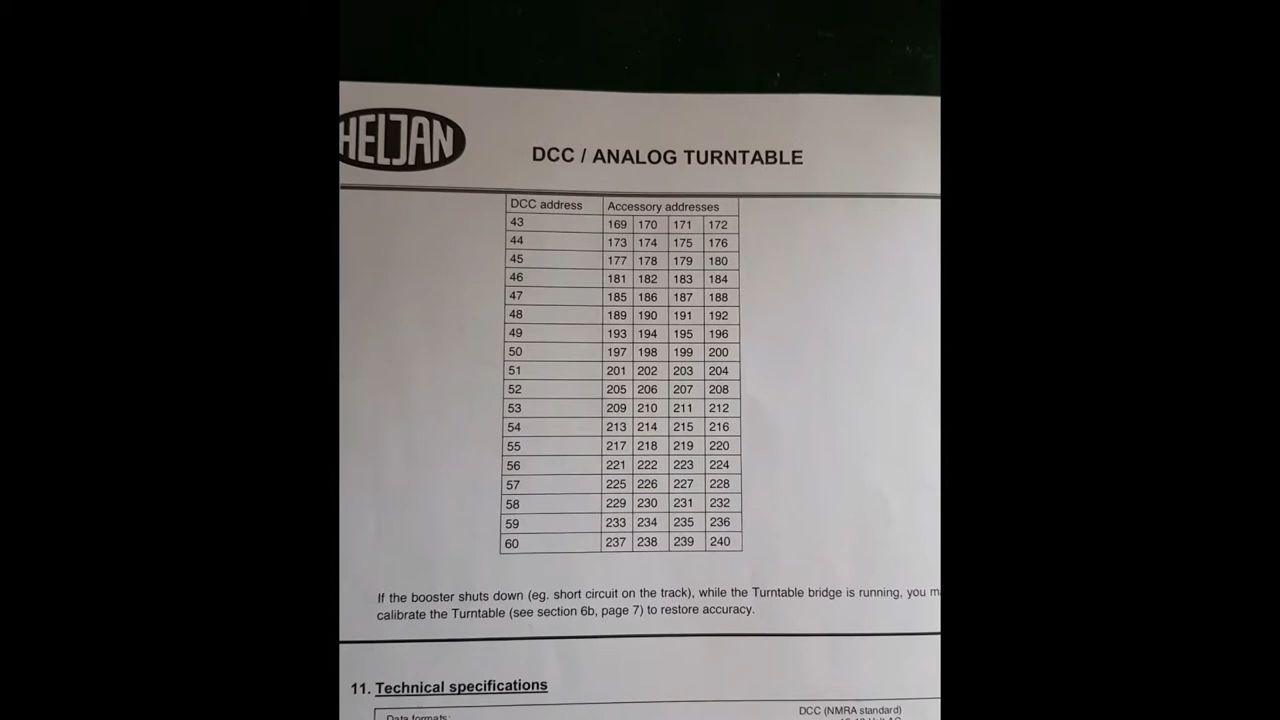 HELJAN
DCC / ANALOG TURNTABLE
DCC address Accessory addresses
43 169 170 171 172
44 173 174 175 176
45 177 178 179 180
46 181 182 183 184
47 185 186 187 188
48 189 190 191 192
49 193 194 195 196
50 197 198 199 200
51 201 202 203 204
52 205 206 207 208
53 209 210 211 212
54 213 214 215 216
55 217 218 219 220
56 221 222 223 224
57 225 226 227 228
58 229 230 231 232
59 233 234 235 236
60 237 238 239 240
If the booster shuts down (eg. short circuit on the track), while the Turntable bridge is running, you
calibrate the Turntable (see section 6b, page 7) to restore accuracy.
11. Technical specifications
Data formats: DCC (NMRA standard)